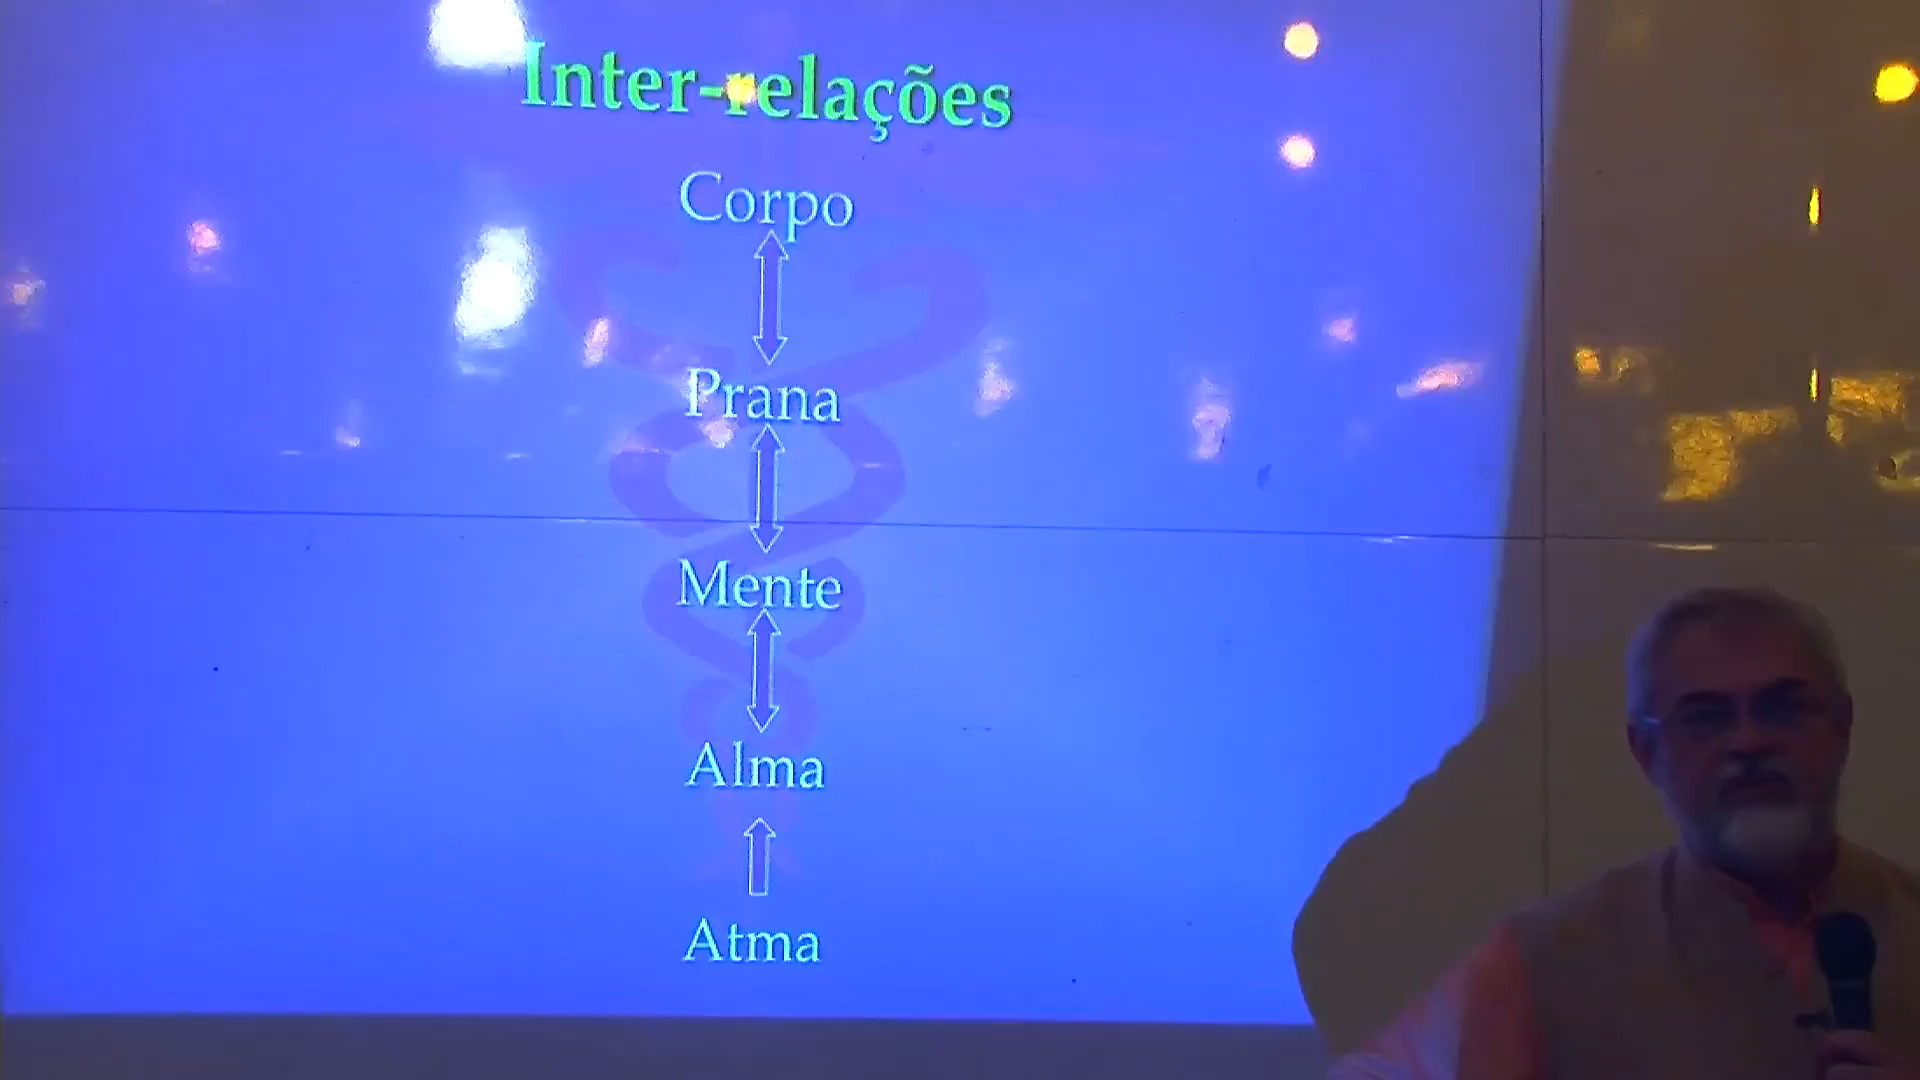 Inter-relações
Corpo
Prana
Mente
Alma
Atma